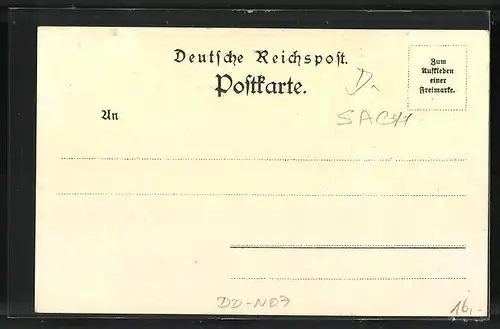 Deutsche Reichspost.
Postkarte.
Zum
Aufkleben
einer
Freimarke.
D.
SACH
An
DD-N07
16,-